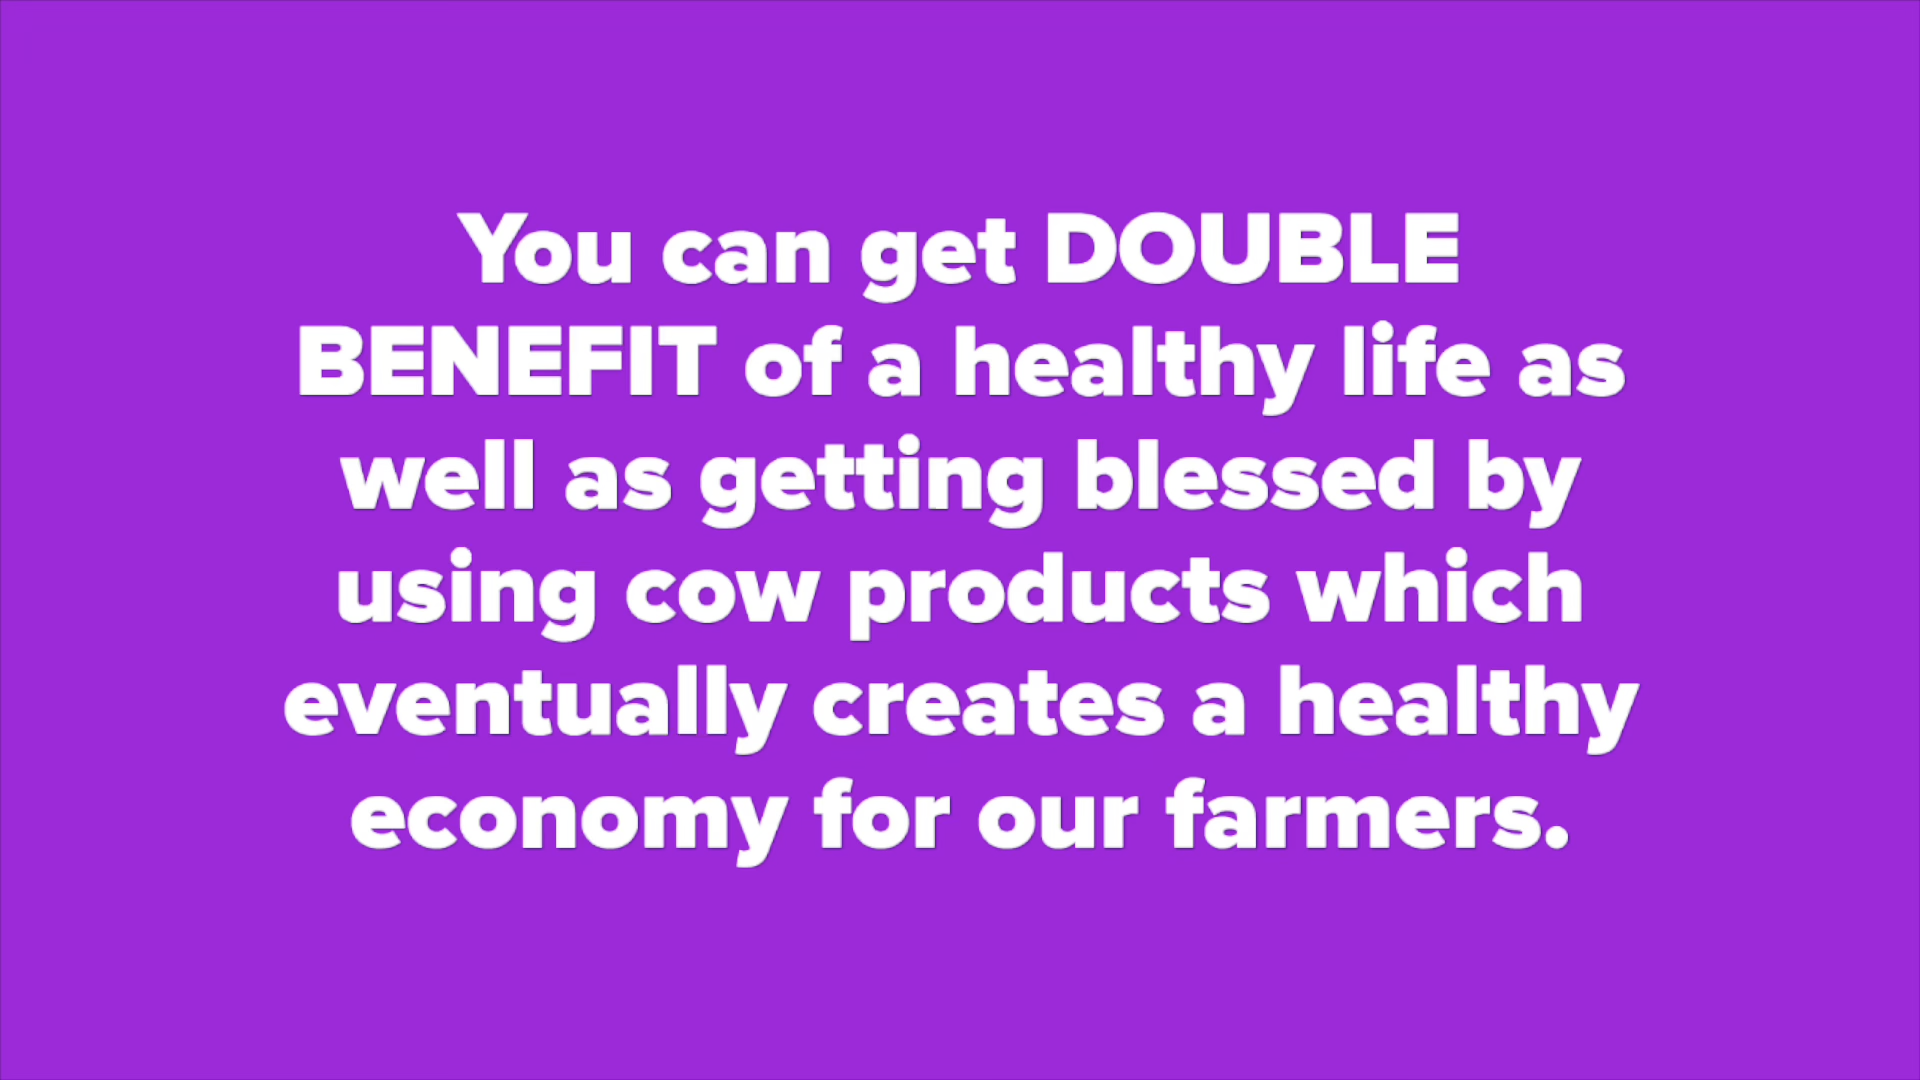 You can get DOUBLE
BENEFIT of a healthy life as
well as getting blessed by
using cow products which
eventually creates a healthy
economy for our farmers.